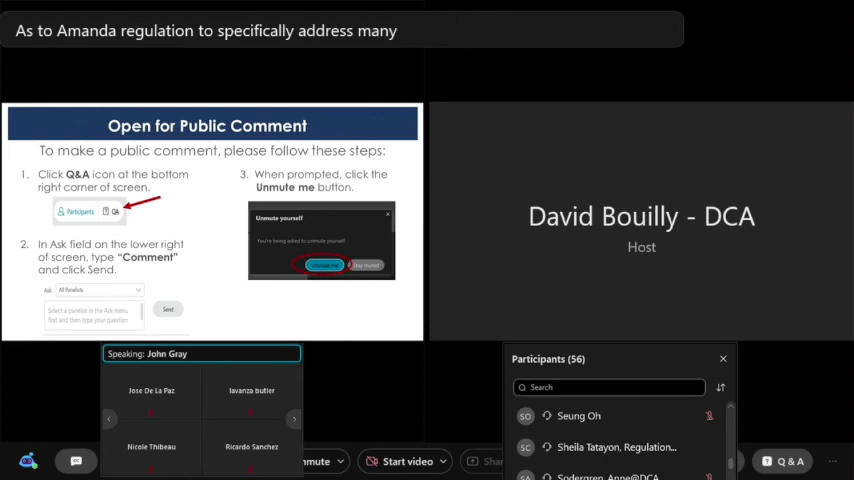 As to Amanda regulation to specifically address many
Open for Public Comment
To make a public comment, please follow these steps:
1. Click Q&A icon at the bottom
right corner of screen.
Participants
QA
2. In Ask field on the lower right
of screen, type “Comment”
and click Send.
Ask: All Panelists
Select a panelist in the Ask menu
first and then type your question
Send
3. When prompted, click the
Unmute me button.
Unmute yourself
×
You're being asked to unmute yourself.
Unmute me
Stay muted
David Bouilly - DCA
Host
Speaking: John Gray
Jose De La Paz
lavanza butler
Nicole Thibeau
Ricardo Sanchez
Participants (56)
Search
SO Seung Oh
SC Sheila Tatayon, Regulation...
SA Sodergren, Anne@DCA
nmute
Start video
Shar
Q & A